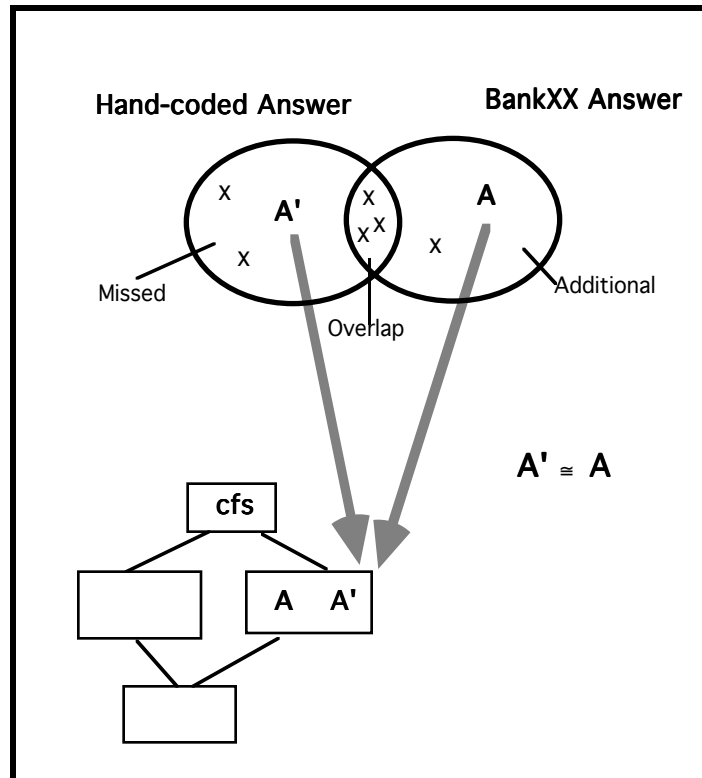 Hand-coded Answer
BankXX Answer
x
A'
x
x
x
x
A
x
Missed
Overlap
Additional
A' ≅ A
cfs
A A'